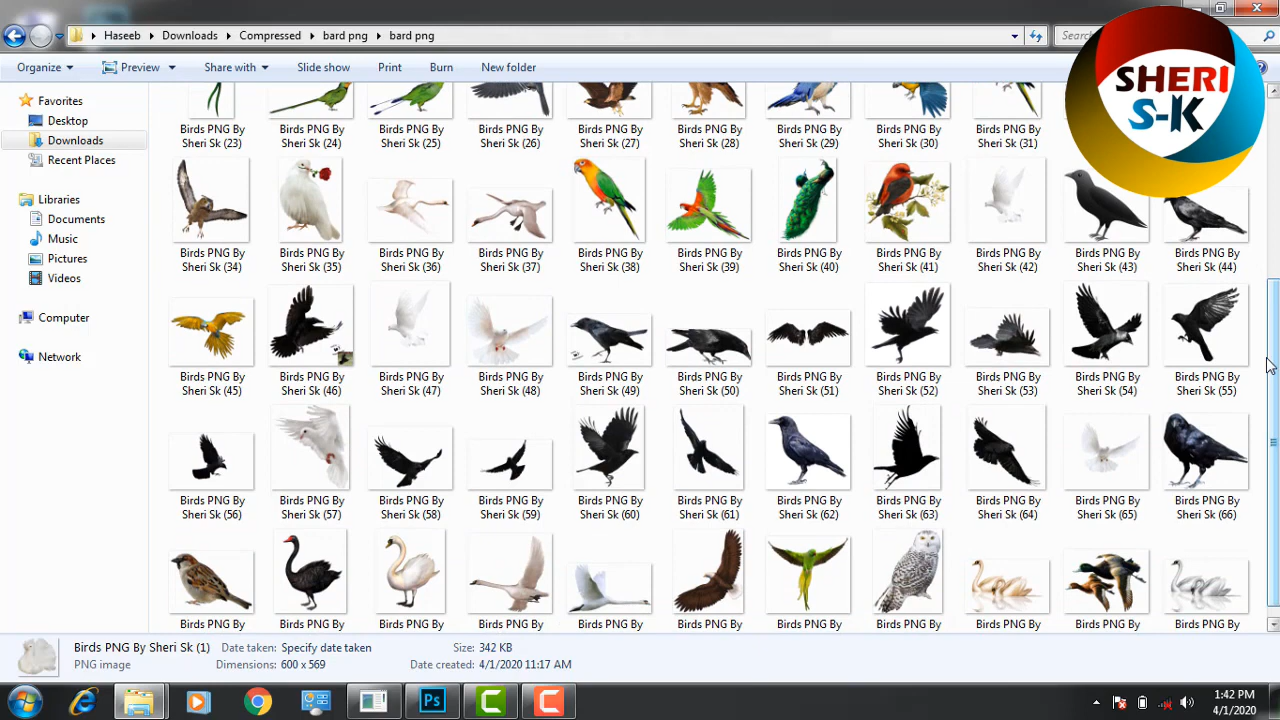 Haseeb Downloads Compressed bard png bard png
Search
Organize Preview Share with Slide show Print Burn New folder
SHERI
S-K
Favorites
Desktop
Downloads
Recent Places
Libraries
Documents
Music
Pictures
Videos
Computer
Network
Birds PNG By Birds PNG By Birds PNG By Birds PNG By Birds PNG By Birds PNG By Birds PNG By Birds PNG By Birds PNG By
Sheri Sk (23) Sheri Sk (24) Sheri Sk (25) Sheri Sk (26) Sheri Sk (27) Sheri Sk (28) Sheri Sk (29) Sheri Sk (30) Sheri Sk (31)
Birds PNG By Birds PNG By Birds PNG By Birds PNG By Birds PNG By Birds PNG By Birds PNG By Birds PNG By Birds PNG By Birds PNG By Birds PNG By
Sheri Sk (34) Sheri Sk (35) Sheri Sk (36) Sheri Sk (37) Sheri Sk (38) Sheri Sk (39) Sheri Sk (40) Sheri Sk (41) Sheri Sk (42) Sheri Sk (43) Sheri Sk (44)
Birds PNG By Birds PNG By Birds PNG By Birds PNG By Birds PNG By Birds PNG By Birds PNG By Birds PNG By Birds PNG By Birds PNG By Birds PNG By
Sheri Sk (45) Sheri Sk (46) Sheri Sk (47) Sheri Sk (48) Sheri Sk (49) Sheri Sk (50) Sheri Sk (51) Sheri Sk (52) Sheri Sk (53) Sheri Sk (54) Sheri Sk (55)
Birds PNG By Birds PNG By Birds PNG By Birds PNG By Birds PNG By Birds PNG By Birds PNG By Birds PNG By Birds PNG By Birds PNG By Birds PNG By
Sheri Sk (56) Sheri Sk (57) Sheri Sk (58) Sheri Sk (59) Sheri Sk (60) Sheri Sk (61) Sheri Sk (62) Sheri Sk (63) Sheri Sk (64) Sheri Sk (65) Sheri Sk (66)
Birds PNG By Birds PNG By Birds PNG By Birds PNG By Birds PNG By Birds PNG By Birds PNG By Birds PNG By Birds PNG By Birds PNG By Birds PNG By
Birds PNG By Sheri Sk (1) Date taken: Specify date taken Size: 342 KB
PNG image Dimensions: 600 x 569 Date created: 4/1/2020 11:17 AM
Ps
1:42 PM
4/1/2020